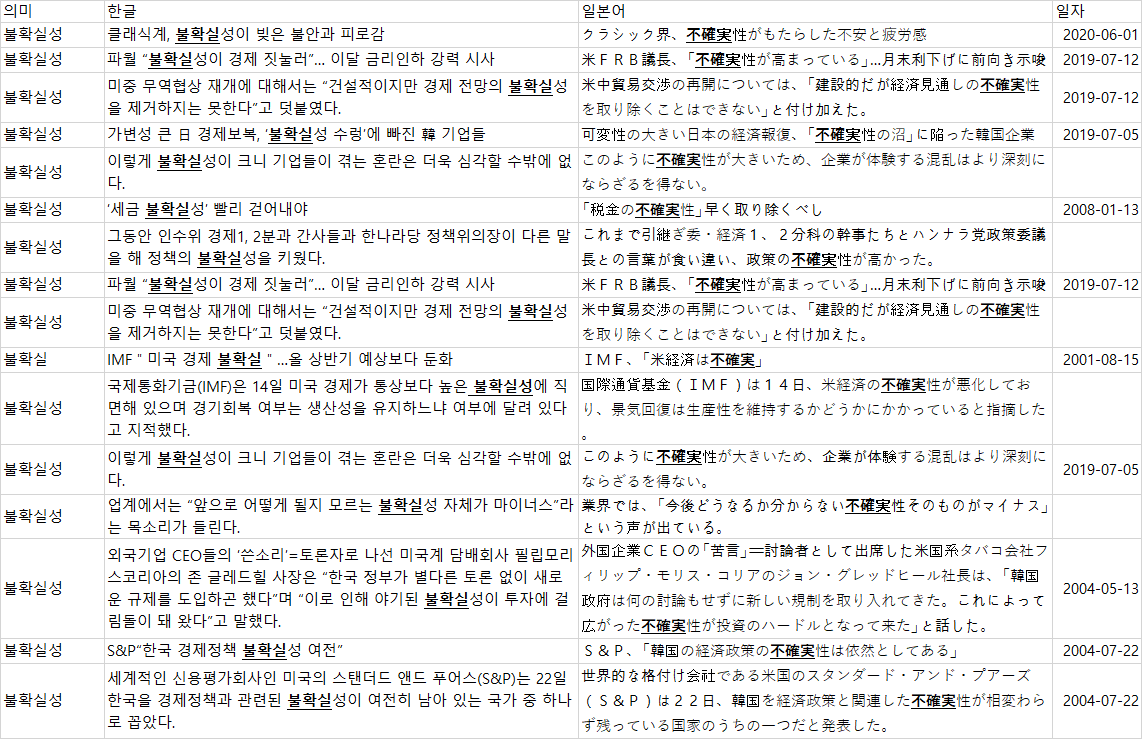 의미 한글 일본어 일자
불확실성 클래식계, 불확실성이 빚은 불안과 피로감 クラシック界、不確実性がもたらした不安と疲労感 2020-06-01
불확실성 파월 “불확실성이 경제 짓눌러”… 이달 금리인하 강력 시사 米ＦＲＢ議長、「不確実性が高まっている」…月末利下げに前向き示唆 2019-07-12
불확실성 미중 무역협상 재개에 대해서는 “건설적이지만 경제 전망의 불확실성
을 제거하지는 못한다”고 덧붙였다.
米中貿易交渉の再開については、「建設的だが経済見通しの不確実性
を取り除くことはできない」と付け加えた。
2019-07-12
불확실성 가변성 큰 日 경제보복, ‘불확실성 수렁’에 빠진 韓 기업들 可変性の大きい日本の経済報復、「不確実性の沼」に陥った韓国企業 2019-07-05
불확실성 이렇게 불확실성이 크니 기업들이 겪는 혼란은 더욱 심각할 수밖에 없
다.
このように不確実性が大きいため、企業が体験する混乱はより深刻に
ならざるを得ない。
불확실성 ‘세금 불확실성’ 빨리 걷어내야 「税金の不確実性」早く取り除くべし 2008-01-13
불확실성 그동안 인수위 경제1, 2분과 간사들과 한나라당 정책위의장이 다른 말
을 해 정책의 불확실성을 키웠다.
これまで引継ぎ委・経済１、２分科の幹事たちとハンナラ党政策委議
長との言葉が食い違い、政策の不確実性が高かった。
불확실성 파월 “불확실성이 경제 짓눌러”… 이달 금리인하 강력 시사 米ＦＲＢ議長、「不確実性が高まっている」…月末利下げに前向き示唆 2019-07-12
불확실성 미중 무역협상 재개에 대해서는 “건설적이지만 경제 전망의 불확실성
을 제거하지는 못한다”고 덧붙였다.
米中貿易交渉の再開については、「建設的だが経済見通しの不確実性
を取り除くことはできない」と付け加えた。
불확실 IMF " 미국 경제 불확실 " …올 상반기 예상보다 둔화 ＩＭＦ、「米経済は不確実」 2001-08-15
불확실성 국제통화기금(IMF)은 14일 미국 경제가 통상보다 높은 불확실성에 직
면해 있으며 경기회복 여부는 생산성을 유지하느냐 여부에 달려 있다
고 지적했다.
国際通貨基金（ＩＭＦ）は１４日、米経済の不確実性が悪化してお
り、景気回復は生産性を維持するかどうかにかかっていると指摘した
。
불확실성 이렇게 불확실성이 크니 기업들이 겪는 혼란은 더욱 심각할 수밖에 없
다.
このように不確実性が大きいため、企業が体験する混乱はより深刻に
ならざるを得ない。
2019-07-05
불확실성 업계에서는 “앞으로 어떻게 될지 모르는 불확실성 자체가 마이너스”라
는 목소리가 들린다.
業界では、「今後どうなるか分からない不確実性そのものがマイナス」
という声が出ている。
불확실성 외국기업 CEO들의 ‘쓴소리’=토론자로 나선 미국계 담배회사 필립모리
스코리아의 존 글레드힐 사장은 “한국 정부가 별다른 토론 없이 새로
운 규제를 도입하곤 했다”며 “이로 인해 야기된 불확실성이 투자에 걸
림돌이 돼 왔다”고 말했다.
外国企業ＣＥＯの「苦言」＝討論者として出席した米国系タバコ会社フ
ィリップ・モリス・コリアのジョン・グレッドヒール社長は、「韓国
政府は何の討論もせずに新しい規制を取り入れてきた。これによって
広がった不確実性が投資のハードルとなって来た」と話した。
2004-05-13
불확실성 S&P“한국 경제정책 불확실성 여전” Ｓ＆Ｐ、「韓国の経済政策の不確実性は依然としてある」 2004-07-22
불확실성 세계적인 신용평가회사인 미국의 스탠더드 앤드 푸어스(S&P)는 22일
한국을 경제정책과 관련된 불확실성이 여전히 남아 있는 국가 중 하나
로 꼽았다.
世界的な格付け会社である米国のスタンダード・アンド・プアーズ
（Ｓ＆Ｐ）は２２日、韓国を経済政策と関連した不確実性が相変わら
ず残っている国家のうちの一つだと発表した。
2004-07-22